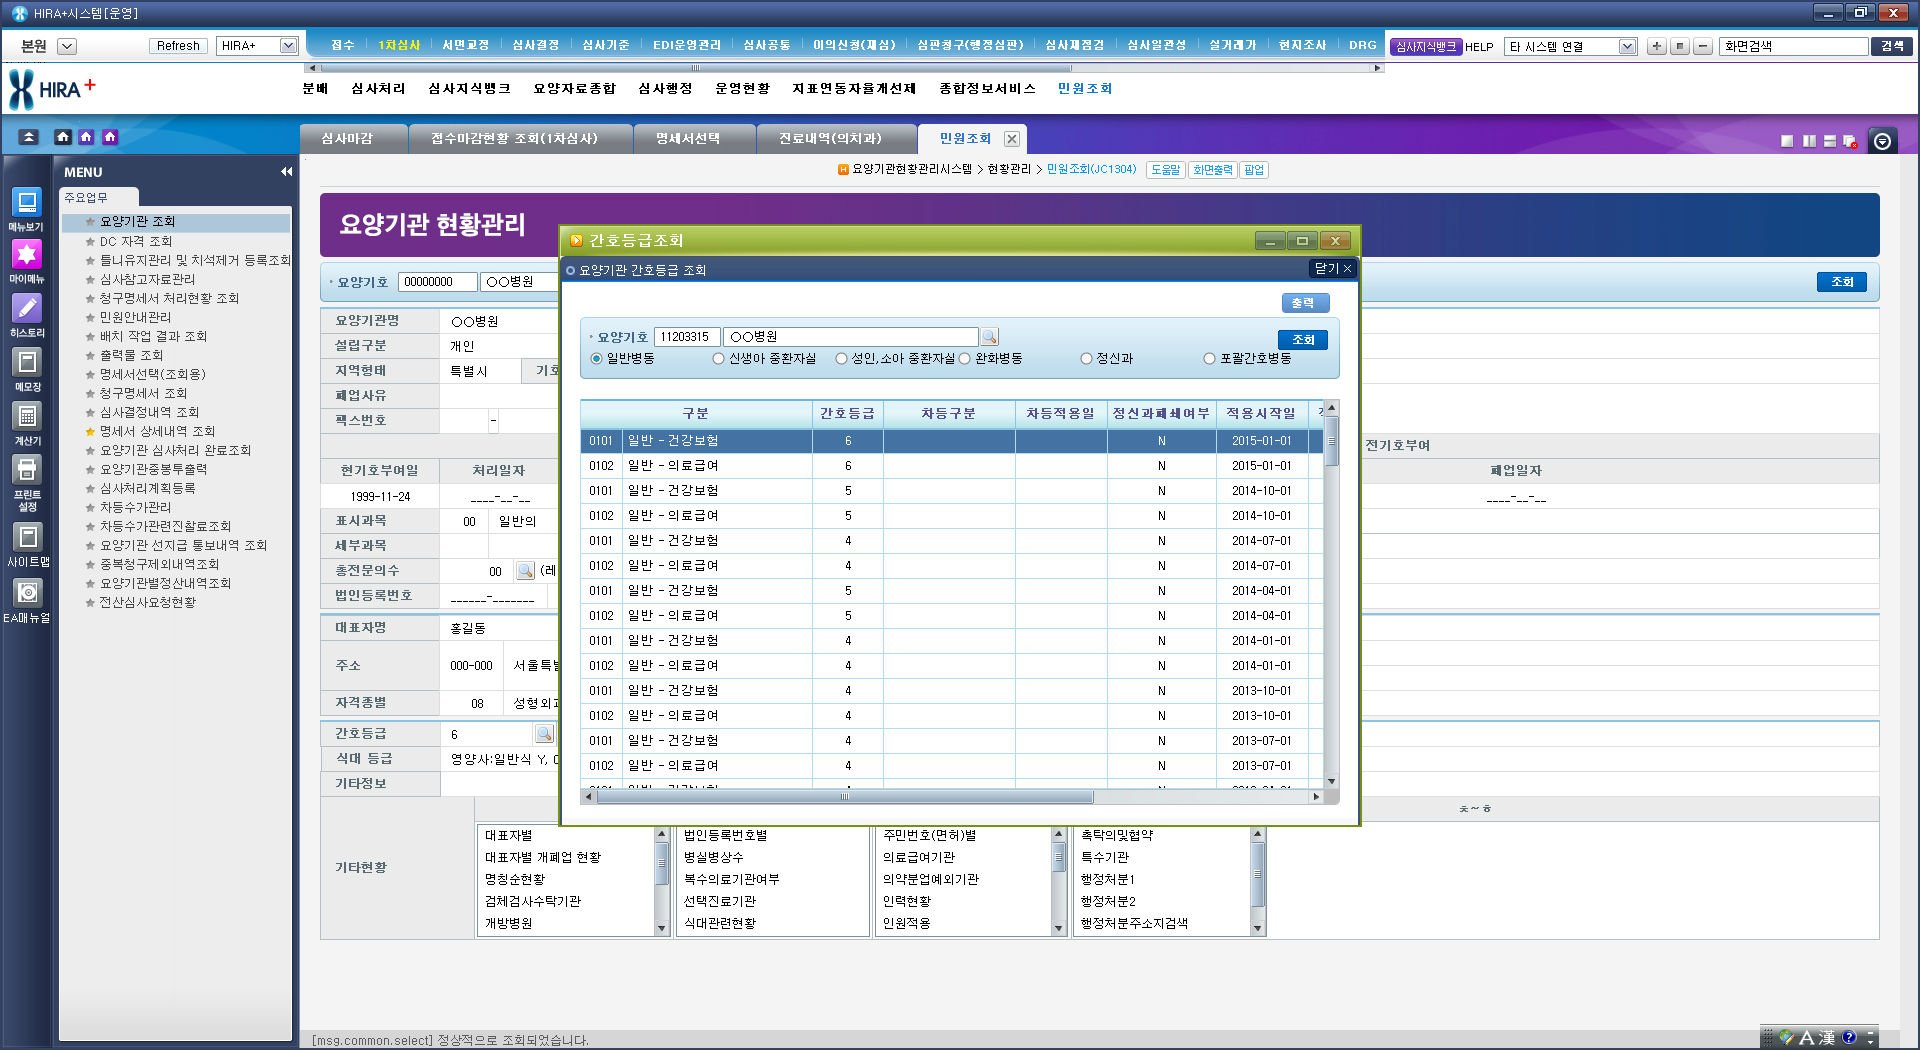 HIRA+시스템[운영]
본원 Refresh HIRA+ 접수 1차심사 서면교정 심사결정 심사기준 EDI운영관리 심사공통 이의신청(재심) 심판청구(행정심판) 심사재점검 심사일관성 실거래가 현지조사 DRG 심사지식뱅크 HELP 타 시스템 연결 화면검색 검색
HIRA+ 분배 심사처리 심사지식뱅크 요양자료종합 심사행정 운영현황 지표연동자율개선제 종합정보서비스 민원조회
심사마감 접수마감현황 조회(1차심사) 명세서선택 진료내역(의치과) 민원조회
MENU
요양기관현황관리시스템 > 현황관리 > 민원조회(JC1304) 도움말 화면출력 팝업
주요업무
메뉴보기
마이메뉴
히스토리
메모장
계산기
프린트
설정
사이트맵
EA매뉴얼
요양기관 조회
DC 자격 조회
틀니유지관리 및 치석제거 등록조회
심사참고자료관리
청구명세서 처리현황 조회
민원안내관리
배치 작업 결과 조회
출력물 조회
명세서선택(조회용)
청구명세서 조회
심사결정내역 조회
명세서 상세내역 조회
요양기관 심사처리 완료조회
요양기관중봉투출력
심사처리계획등록
차등수가관리
차등수가관련진찰료조회
요양기관 선지급 통보내역 조회
중복청구제외내역조회
요양기관별정산내역조회
전산심사요청현황
요양기관 현황관리
요양기호 00000000 ○○병원 조회
요양기관명 ○○병원
설립구분 개인
지역형태 특별시 기호
폐업사유
팩스번호 -
전기호부여
현기호부여일 처리일자 폐업일자
1999-11-24 ____-__-__ ____-__-__
표시과목 00 일반의
세부과목
총전문의수 00 (레
법인등록번호 ______-_______
대표자명 홍길동
주소 000-000 서울특별
자격종별 08 성형외과
간호등급 6
식대 등급 영양사:일반식 Y,
기타정보
ㅊ~ㅎ
기타현황
대표자별
대표자별 개폐업 현황
명칭순현황
검체검사수탁기관
개방병원
법인등록번호별
병실병상수
복수의료기관여부
선택진료기관
식대관련현황
주민번호(면허)별
의료급여기관
의약분업예외기관
인력현황
인원적용
촉탁의및협약
특수기관
행정처분1
행정처분2
행정처분주소지검색
간호등급조회
요양기관 간호등급 조회 닫기 ×
출력
요양기호 11203315 ○○병원 조회
일반병동 신생아 중환자실 성인,소아 중환자실 완화병동 정신과 포괄간호병동
구분 간호등급 차등구분 차등적용일 정신과폐쇄여부 적용시작일
0101 일반 - 건강보험 6 N 2015-01-01
0102 일반 - 의료급여 6 N 2015-01-01
0101 일반 - 건강보험 5 N 2014-10-01
0102 일반 - 의료급여 5 N 2014-10-01
0101 일반 - 건강보험 4 N 2014-07-01
0102 일반 - 의료급여 4 N 2014-07-01
0101 일반 - 건강보험 5 N 2014-04-01
0102 일반 - 의료급여 5 N 2014-04-01
0101 일반 - 건강보험 4 N 2014-01-01
0102 일반 - 의료급여 4 N 2014-01-01
0101 일반 - 건강보험 4 N 2013-10-01
0102 일반 - 의료급여 4 N 2013-10-01
0101 일반 - 건강보험 4 N 2013-07-01
0102 일반 - 의료급여 4 N 2013-07-01
[msg.common.select] 정상적으로 조회되었습니다.
A 漢